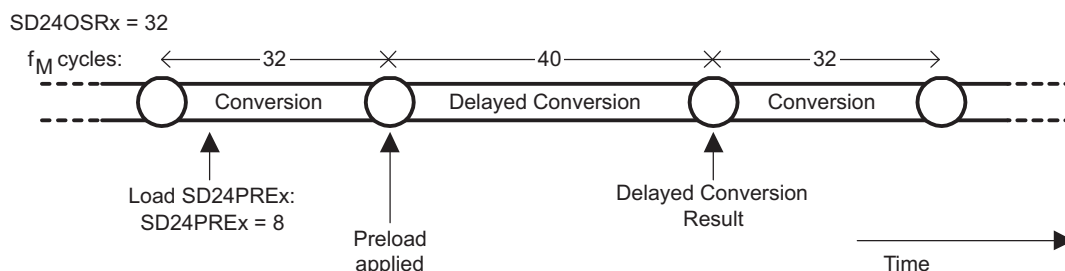 SD24OSRx = 32
fM cycles: 32 40 32
Conversion Delayed Conversion Conversion
Load SD24PREx:
SD24PREx = 8
Preload
applied
Delayed Conversion
Result
Time